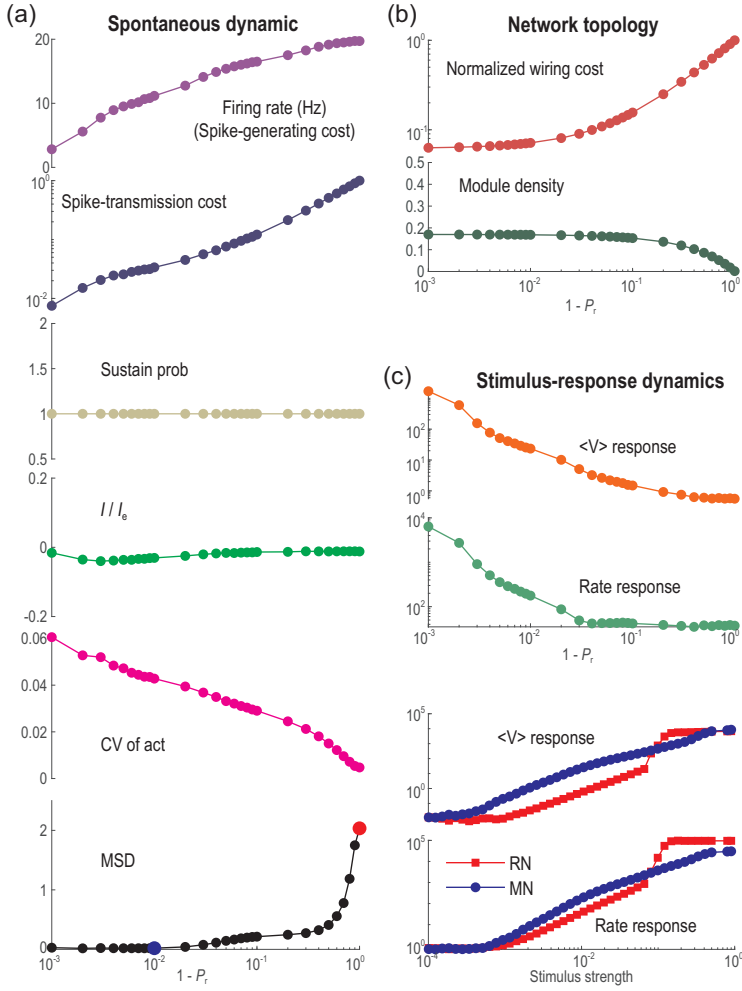 (a)
Spontaneous dynamic
20
10
0
Firing rate (Hz)
(Spike-generating cost)
10^0
10^-2
Spike-transmission cost
2
1.5
1
0.5
Sustain prob
0.2
0
-0.2
I / I_e
0.06
0.04
0.02
0
CV of act
2
1
0
MSD
10^-3
10^-2
10^-1
10^0
1 - P_r
(b)
Network topology
Normalized wiring cost
10^-1
0.5
0.4
0.3
0.2
0.1
0
Module density
10^-3
10^-2
10^-1
10^0
1 - P_r
(c)
Stimulus-response dynamics
10^2
10^1
10^0
<V> response
10^4
10^2
Rate response
10^-3
10^-2
10^-1
10^0
1 - P_r
10^5
10^0
<V> response
10^5
10^0
RN
MN
Rate response
10^-4
10^-2
10^0
Stimulus strength